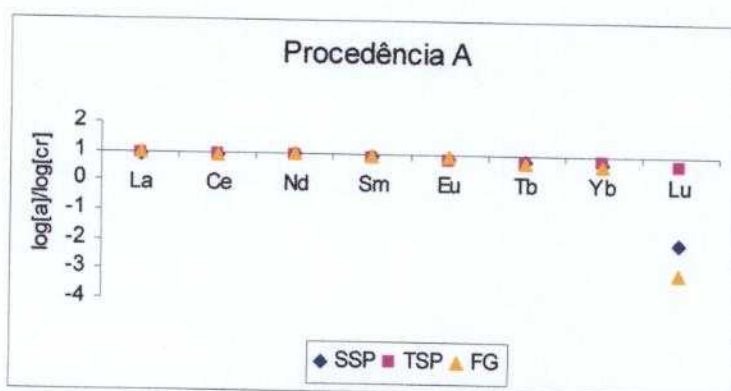 Procedência A
log[a]/log[cr]
2
1
0
-1
-2
-3
-4
La Ce Nd Sm Eu Tb Yb Lu
SSP TSP FG